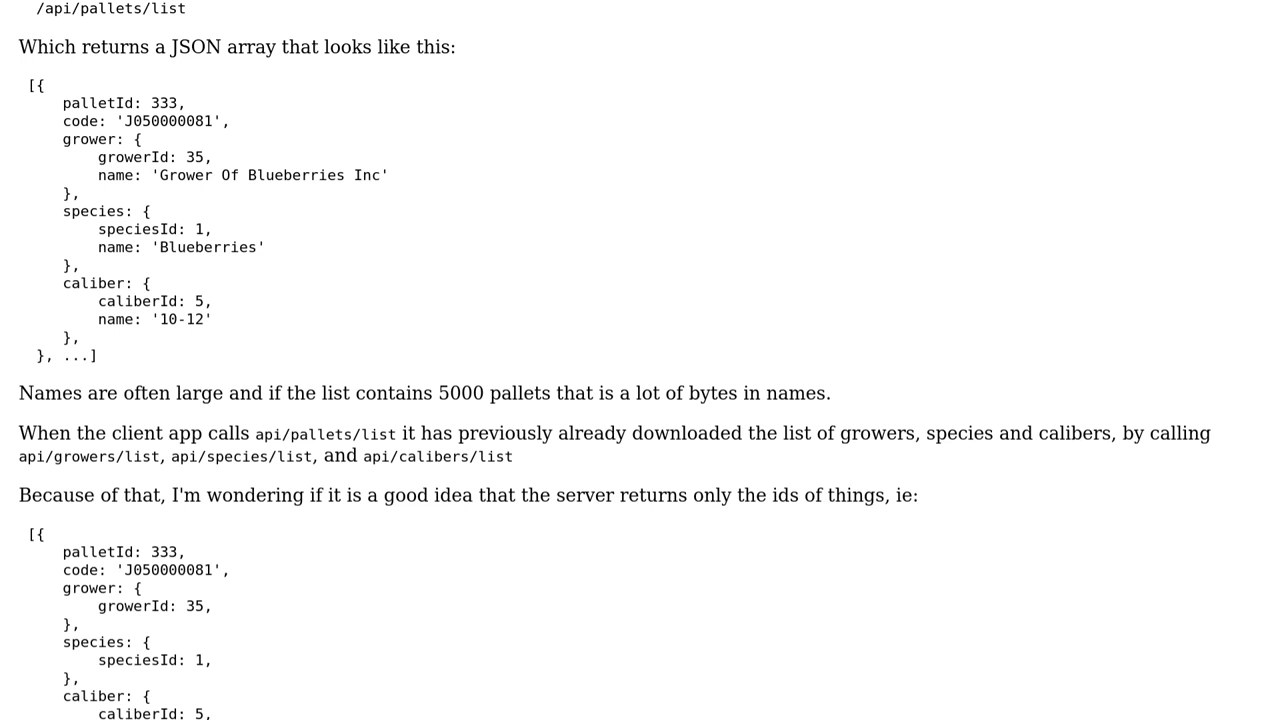 /api/pallets/list
Which returns a JSON array that looks like this:
[{
palletId: 333,
code: 'J050000081',
grower: {
growerId: 35,
name: 'Grower Of Blueberries Inc'
},
species: {
speciesId: 1,
name: 'Blueberries'
},
caliber: {
caliberId: 5,
name: '10-12'
},
}, ...]
Names are often large and if the list contains 5000 pallets that is a lot of bytes in names.
When the client app calls api/pallets/list it has previously already downloaded the list of growers, species and calibers, by calling
api/growers/list, api/species/list, and api/calibers/list
Because of that, I'm wondering if it is a good idea that the server returns only the ids of things, ie:
[{
palletId: 333,
code: 'J050000081',
grower: {
growerId: 35,
},
species: {
speciesId: 1,
},
caliber: {
caliberId: 5,